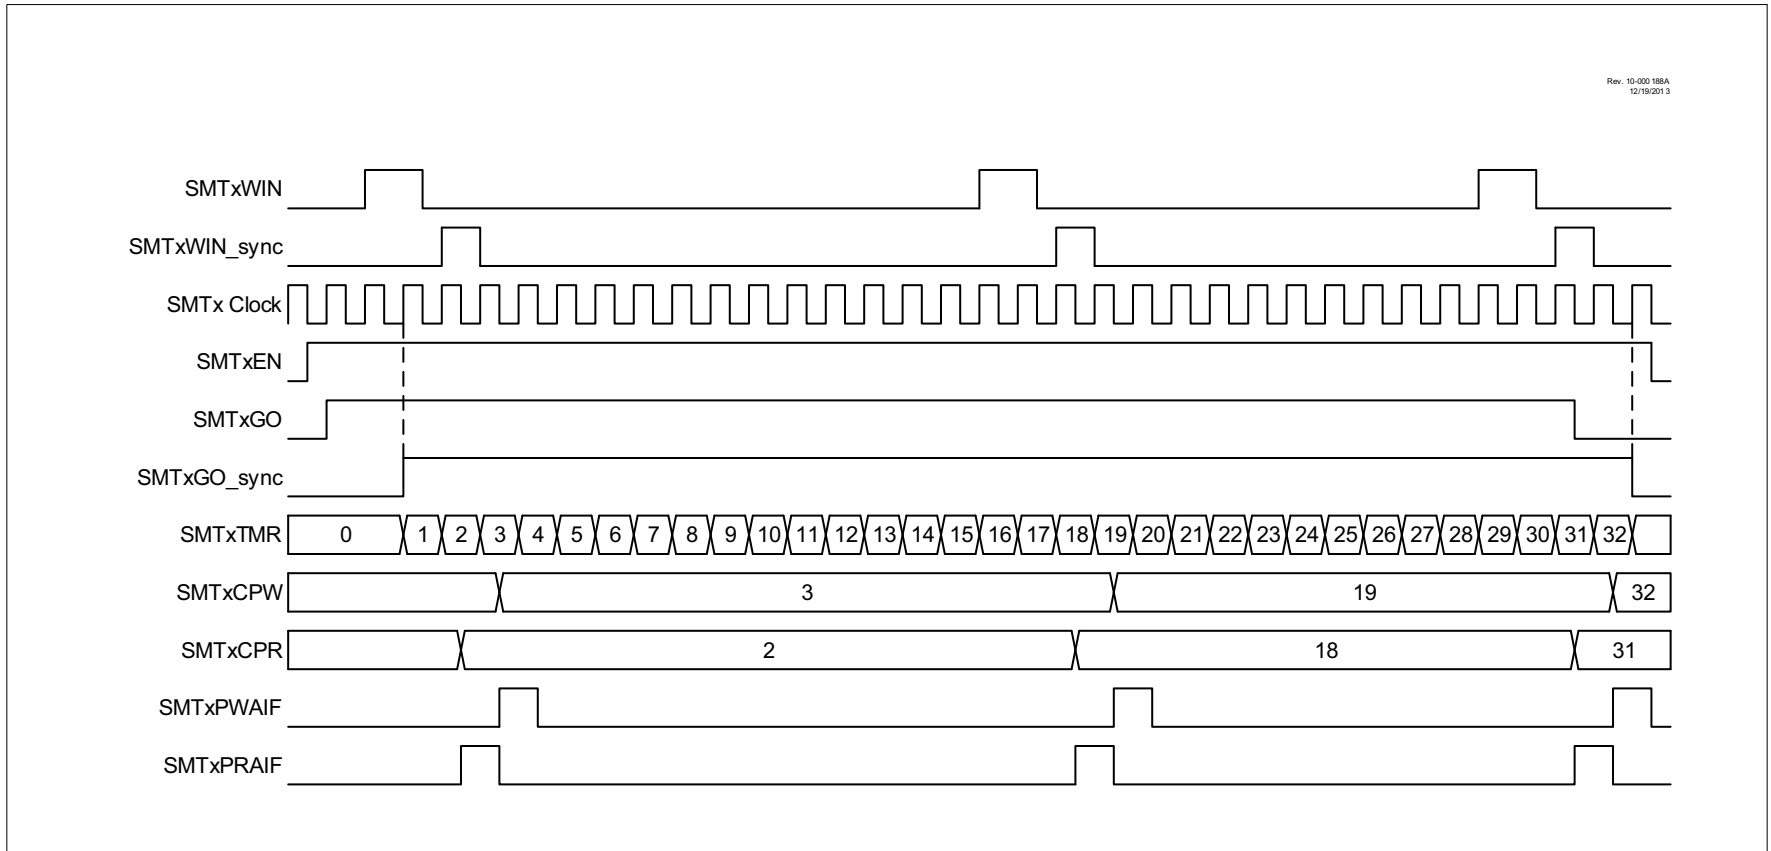 Rev. 10-000 188A
12/19/201 3
SMTxWIN
SMTxWIN_sync
SMTx Clock
SMTxEN
SMTxGO
SMTxGO_sync
SMTxTMR 0 1 2 3 4 5 6 7 8 9 10 11 12 13 14 15 16 17 18 19 20 21 22 23 24 25 26 27 28 29 30 31 32
SMTxCPW 3 19 32
SMTxCPR 2 18 31
SMTxPWAIF
SMTxPRAIF